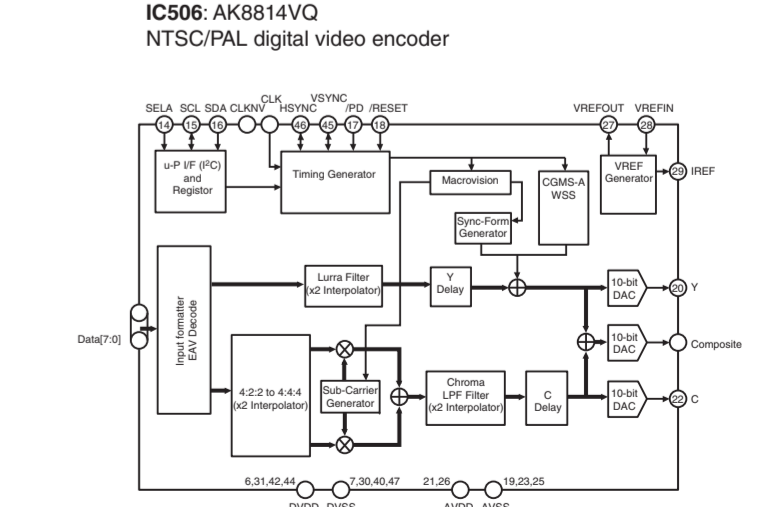 IC506: AK8814VQ
NTSC/PAL digital video encoder
SELA SCL SDA CLKNV CLK HSYNC VSYNC /PD /RESET VREFOUT VREFIN
14 15 16 46 45 17 18 27 28
u-P I/F (I²C)
and
Registor
Timing Generator
Macrovision
CGMS-A
WSS
VREF
Generator
29 IREF
Sync-Form
Generator
Input formatter
EAV Decode
Lurra Filter
(x2 Interpolator)
Y
Delay
10-bit
DAC
20 Y
Data[7:0]
10-bit
DAC
Composite
4:2:2 to 4:4:4
(x2 Interpolator)
Sub-Carrier
Generator
Chroma
LPF Filter
(x2 Interpolator)
C
Delay
10-bit
DAC
22 C
6,31,42,44 7,30,40,47 21,26 19,23,25
DVDD DVSS AVDD AVSS